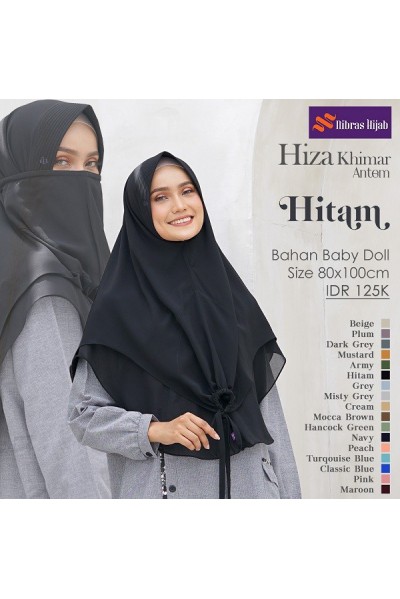 Nibras Hijab
Hiza Khimar
Antem
Hitam
Bahan Baby Doll
Size 80x100cm
IDR 125K
Beige
Plum
Dark Grey
Mustard
Army
Hitam
Grey
Misty Grey
Cream
Mocca Brown
Hancock Green
Navy
Peach
Turqouise Blue
Classic Blue
Pink
Maroon